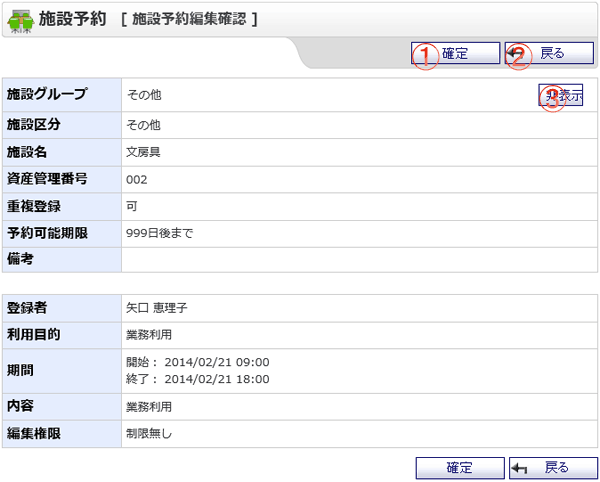 施設予約 [ 施設予約編集確認 ]
① 確定 ② 戻る
施設グループ その他 ③ 非表示
施設区分 その他
施設名 文房具
資産管理番号 002
重複登録 可
予約可能期限 999日後まで
備考
登録者 矢口 恵理子
利用目的 業務利用
期間 開始: 2014/02/21 09:00
終了: 2014/02/21 18:00
内容 業務利用
編集権限 制限無し
確定 戻る